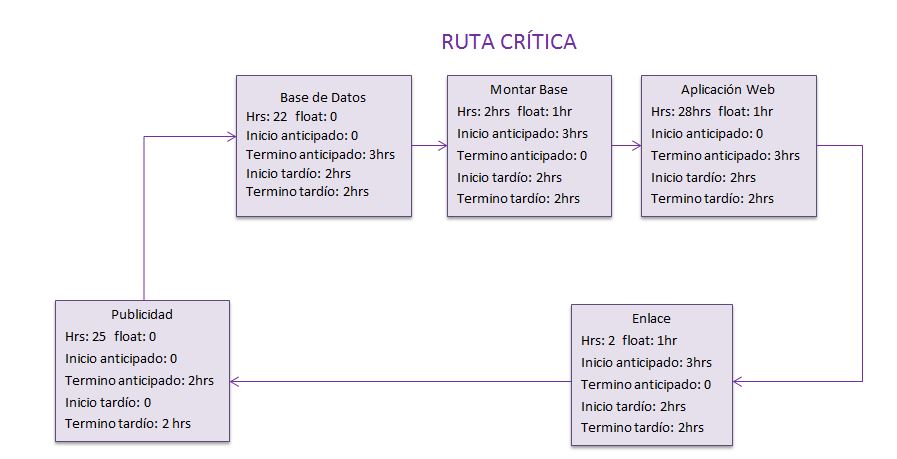 RUTA CRÍTICA
Base de Datos
Hrs: 22 float: 0
Inicio anticipado: 0
Termino anticipado: 3hrs
Inicio tardío: 2hrs
Termino tardío: 2hrs
Montar Base
Hrs: 2hrs float: 1hr
Inicio anticipado: 3hrs
Termino anticipado: 0
Inicio tardío: 2hrs
Termino tardío: 2hrs
Aplicación Web
Hrs: 28hrs float: 1hr
Inicio anticipado: 0
Termino anticipado: 3hrs
Inicio tardío: 2hrs
Termino tardío: 2hrs
Publicidad
Hrs: 25 float: 0
Inicio anticipado: 0
Termino anticipado: 2hrs
Inicio tardío: 0
Termino tardío: 2 hrs
Enlace
Hrs: 2 float: 1hr
Inicio anticipado: 3hrs
Termino anticipado: 0
Inicio tardío: 2hrs
Termino tardío: 2hrs